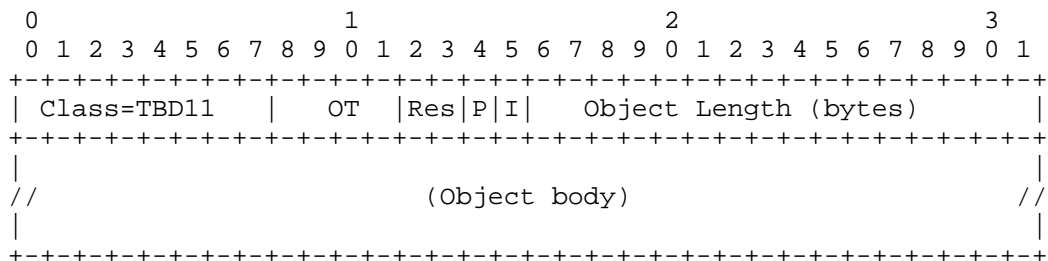 0                   1                   2                   3
 0 1 2 3 4 5 6 7 8 9 0 1 2 3 4 5 6 7 8 9 0 1 2 3 4 5 6 7 8 9 0 1
+-+-+-+-+-+-+-+-+-+-+-+-+-+-+-+-+-+-+-+-+-+-+-+-+-+-+-+-+-+-+-+-+
| Class=TBD11   |   OT  |Res|P|I|   Object Length (bytes)       |
+-+-+-+-+-+-+-+-+-+-+-+-+-+-+-+-+-+-+-+-+-+-+-+-+-+-+-+-+-+-+-+-+
|                                                               |
//                        (Object body)                        //
|                                                               |
+-+-+-+-+-+-+-+-+-+-+-+-+-+-+-+-+-+-+-+-+-+-+-+-+-+-+-+-+-+-+-+-+